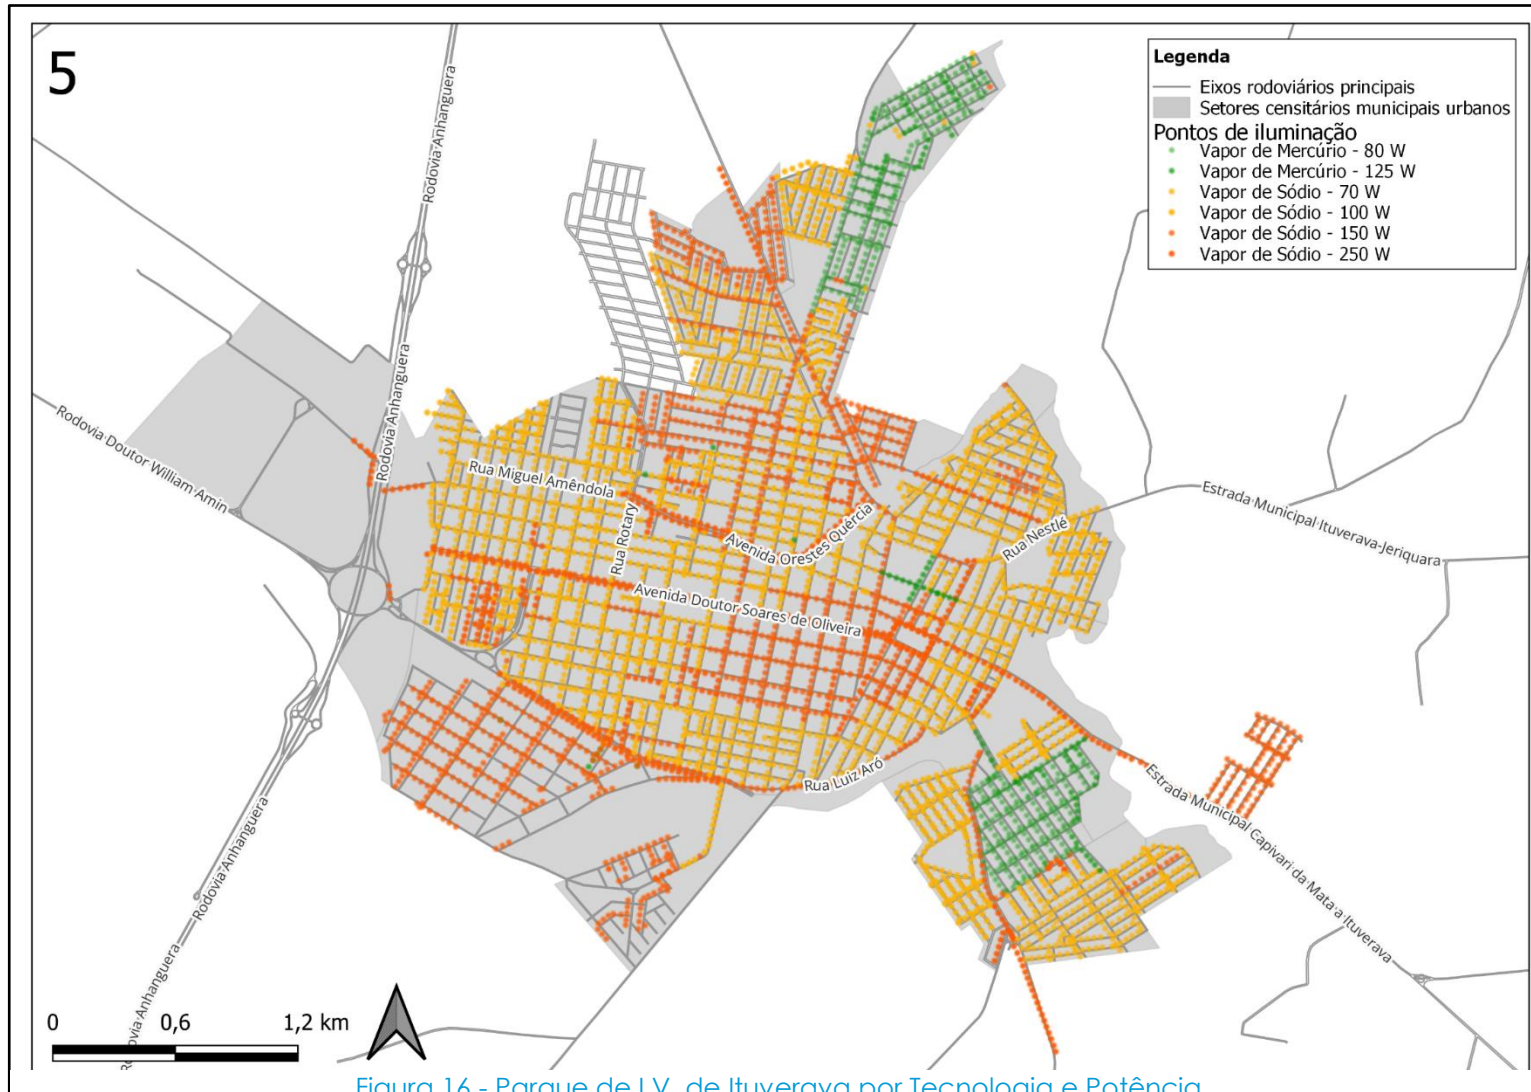 5
Legenda
Eixos rodoviários principais
Setores censitários municipais urbanos
Pontos de iluminação
Vapor de Mercúrio - 80 W
Vapor de Mercúrio - 125 W
Vapor de Sódio - 70 W
Vapor de Sódio - 100 W
Vapor de Sódio - 150 W
Vapor de Sódio - 250 W
Rodovia Anhanguera
Rodovia Anhanguera
Rodovia Anhanguera
Rodovia Doutor William Amin
Rua Miguel Amêndola
Rua Rotary
Avenida Orestes Quércia
Rua Nestlé
Estrada Municipal Ituverava-Jeriquara
Avenida Doutor Soares de Oliveira
Rua Luiz Aró
Estrada Municipal Capivari da Mata a Ituverava
Rodovia Anhanguera
Rodovia Anhanguera
Rodovia Anhanguera
0 0,6 1,2 km
Figura 16 - Parque de I.V. de Ituverava por Tecnologia e Potência